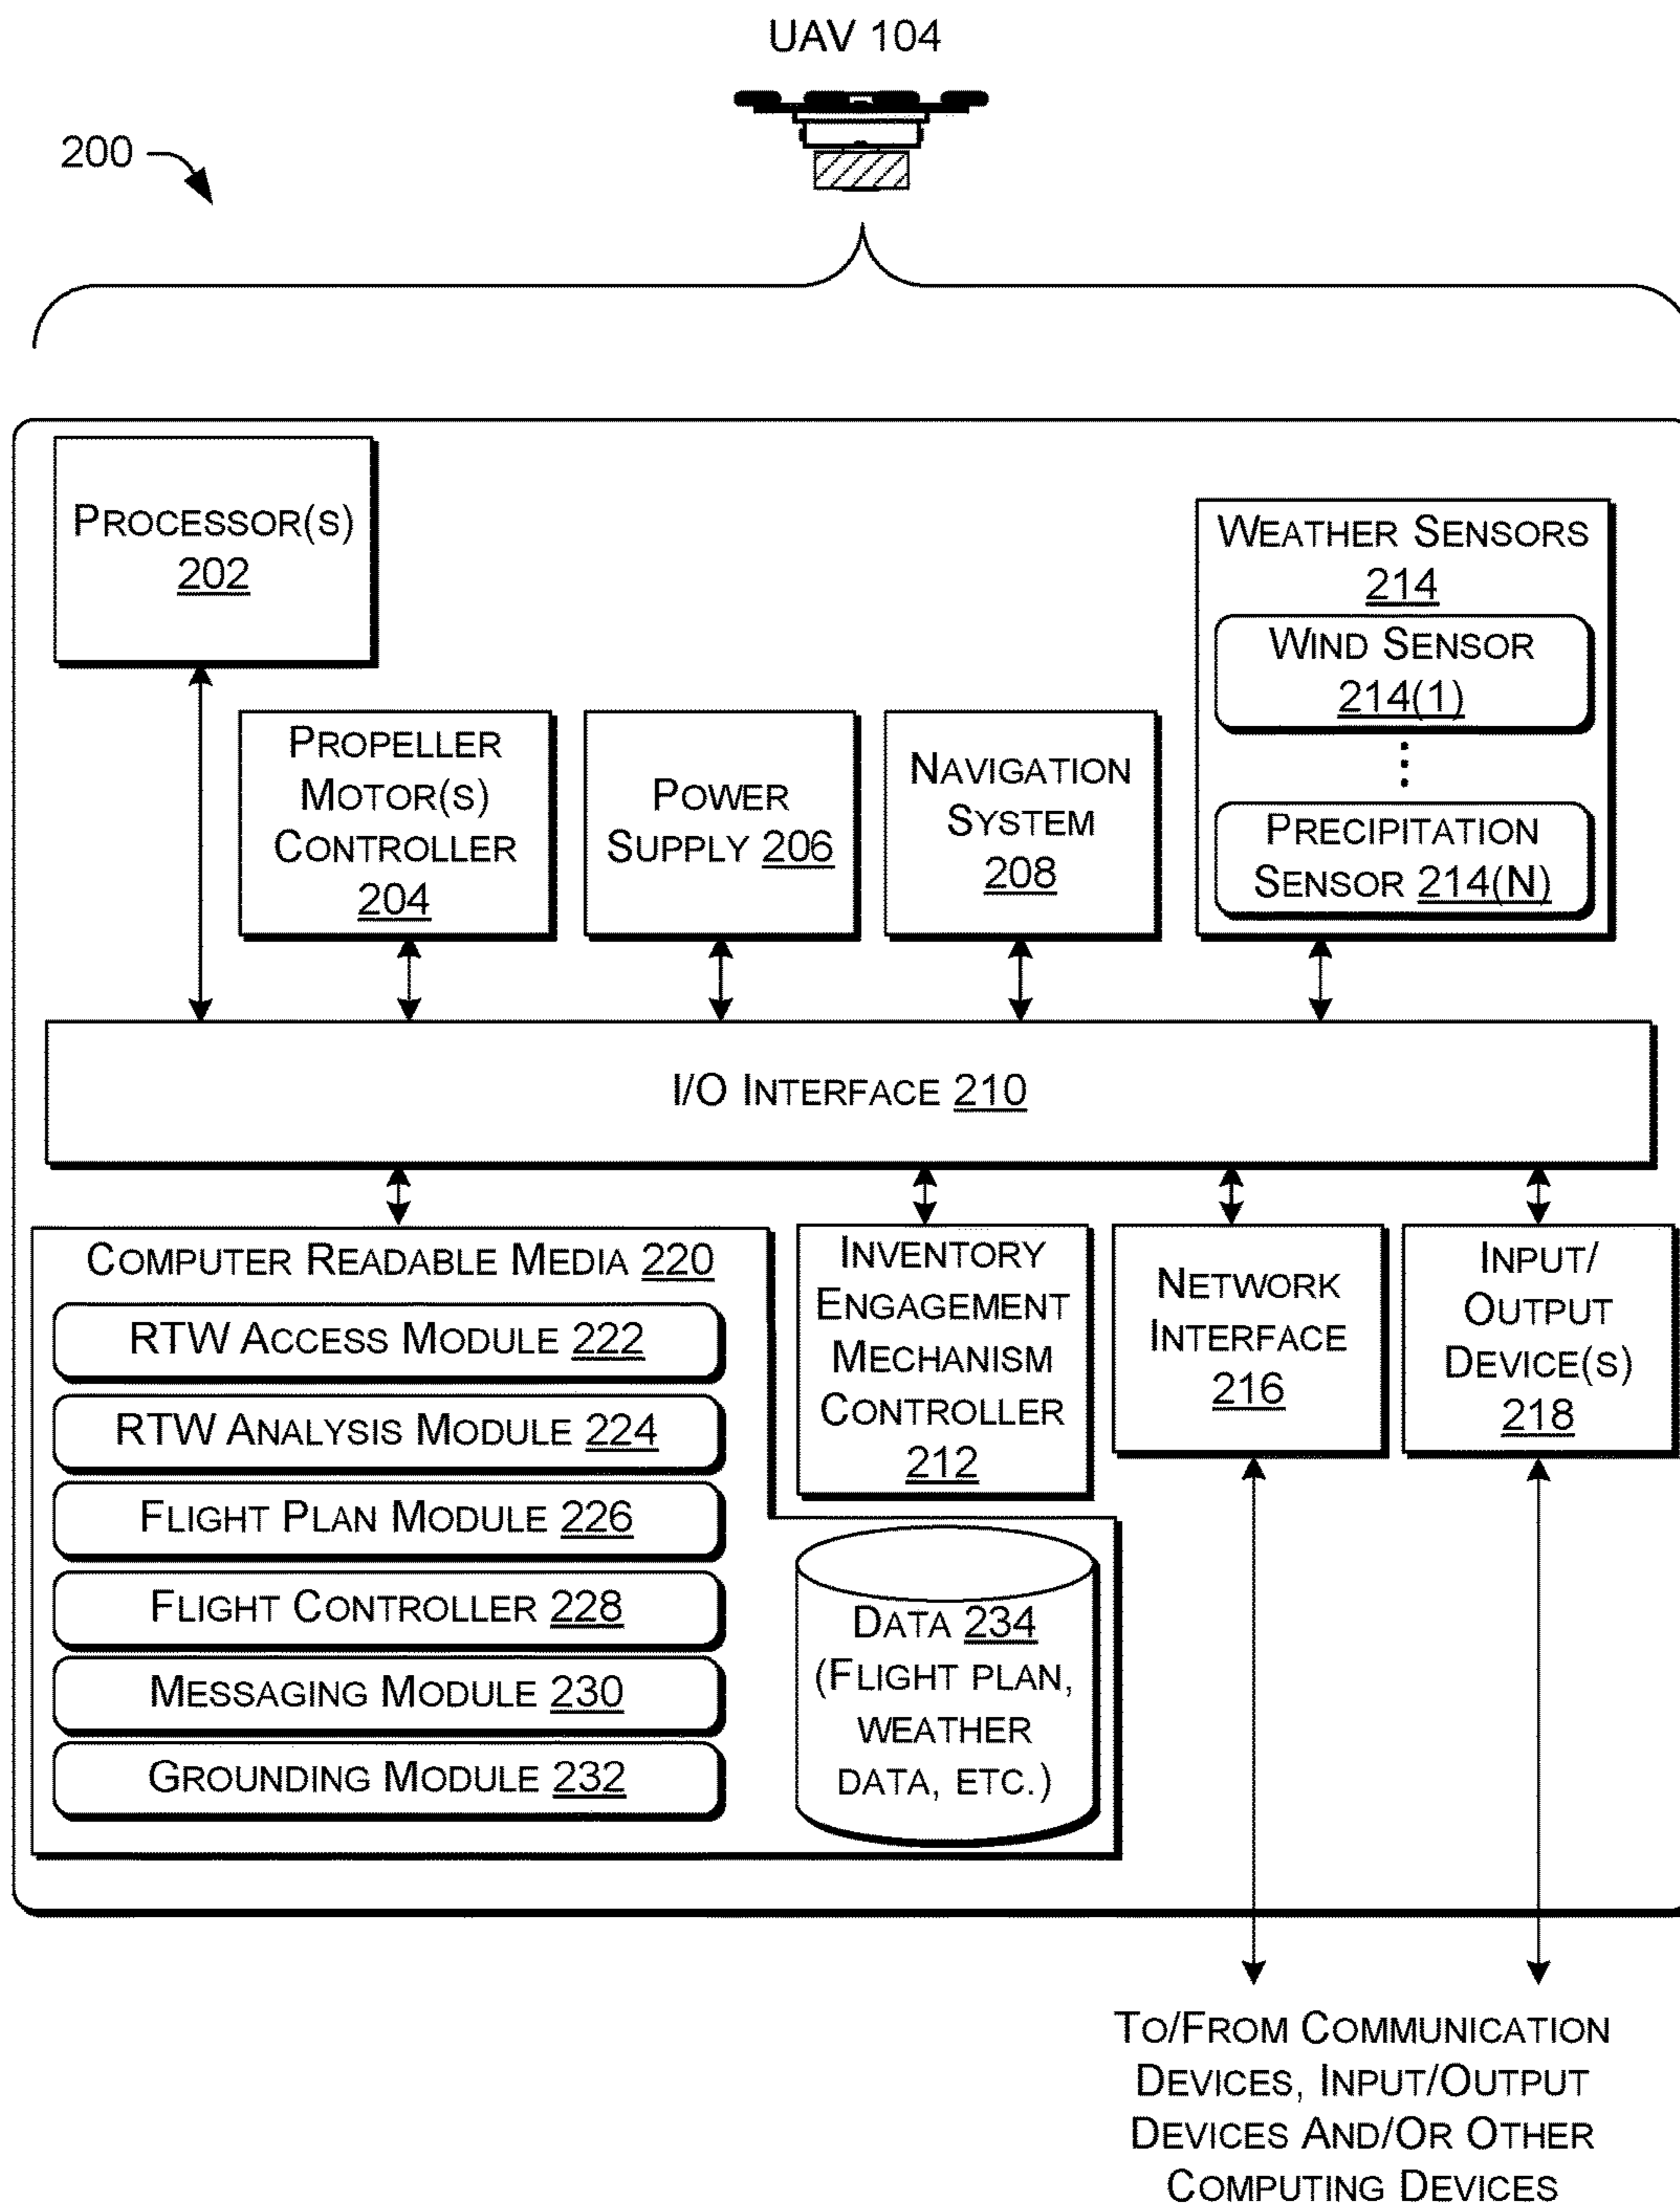 UAV 104
200
PROCESSOR(S)
202
WEATHER SENSORS
214
WIND SENSOR
214(1)
PRECIPITATION
SENSOR 214(N)
PROPELLER
MOTOR(S)
CONTROLLER
204
POWER
SUPPLY 206
NAVIGATION
SYSTEM
208
I/O INTERFACE 210
COMPUTER READABLE MEDIA 220
RTW ACCESS MODULE 222
RTW ANALYSIS MODULE 224
FLIGHT PLAN MODULE 226
FLIGHT CONTROLLER 228
MESSAGING MODULE 230
GROUNDING MODULE 232
INVENTORY
ENGAGEMENT
MECHANISM
CONTROLLER
212
NETWORK
INTERFACE
216
INPUT/
OUTPUT
DEVICE(S)
218
DATA 234
(FLIGHT PLAN,
WEATHER
DATA, ETC.)
TO/FROM COMMUNICATION
DEVICES, INPUT/OUTPUT
DEVICES AND/OR OTHER
COMPUTING DEVICES